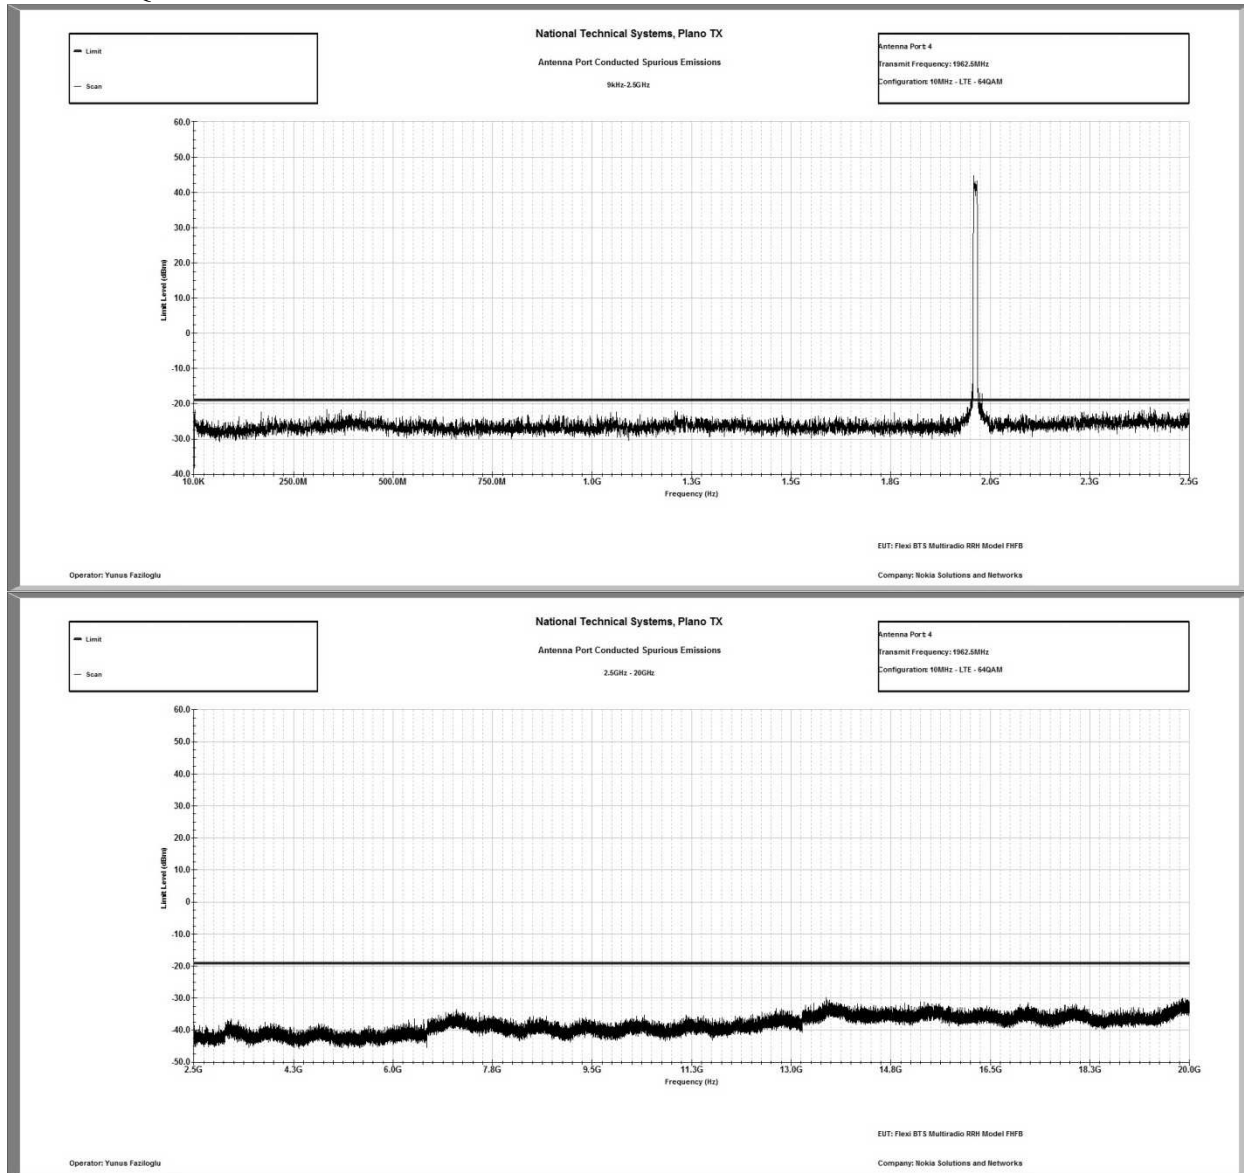 National Technical Systems, Plano TX
Limit
Antenna Port 4
Antenna Port Conducted Spurious Emissions
Transmit Frequency: 1962.5MHz
Scan
9kHz-2.5GHz
Configuration: 10MHz - LTE - 64QAM
60.0
50.0
40.0
30.0
20.0
10.0
0
-10.0
-20.0
-30.0
-40.0
Limit Level (dBm)
10.0K 250.0M 500.0M 750.0M 1.0G 1.3G 1.5G 1.8G 2.0G 2.3G 2.5G
Frequency (Hz)
EUT: Flexi BTS Multiradio RRH Model FHFB
Operator: Yunus Faziloglu
Company: Nokia Solutions and Networks
National Technical Systems, Plano TX
Limit
Antenna Port 4
Antenna Port Conducted Spurious Emissions
Transmit Frequency: 1962.5MHz
Scan
2.5GHz - 20GHz
Configuration: 10MHz - LTE - 64QAM
60.0
50.0
40.0
30.0
20.0
10.0
0
-10.0
-20.0
-30.0
-40.0
-50.0
Limit Level (dBm)
2.5G 4.3G 6.0G 7.8G 9.5G 11.3G 13.0G 14.8G 16.5G 18.3G 20.0G
Frequency (Hz)
EUT: Flexi BTS Multiradio RRH Model FHFB
Operator: Yunus Faziloglu
Company: Nokia Solutions and Networks